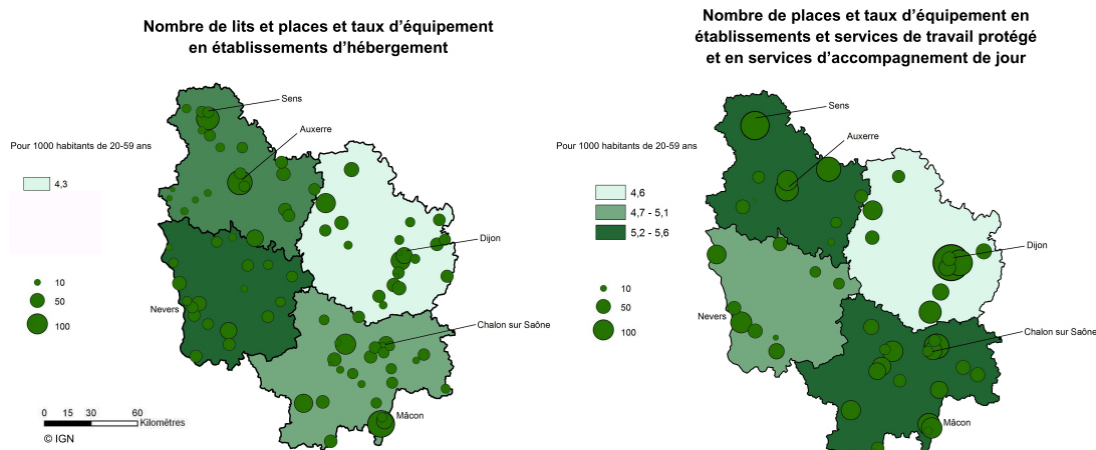 Nombre de lits et places et taux d'équipement
en établissements d'hébergement
Sens
Auxerre
Pour 1000 habitants de 20-59 ans
4,3
Dijon
10
50
100
Nevers
Chalon sur Saône
Mâcon
0 15 30 60
Kilomètres
© IGN
Nombre de places et taux d'équipement en
établissements et services de travail protégé
et en services d'accompagnement de jour
Sens
Auxerre
Pour 1000 habitants de 20-59 ans
4,6
4,7 - 5,1
5,2 - 5,6
Dijon
10
50
100
Nevers
Chalon sur Saône
Mâcon